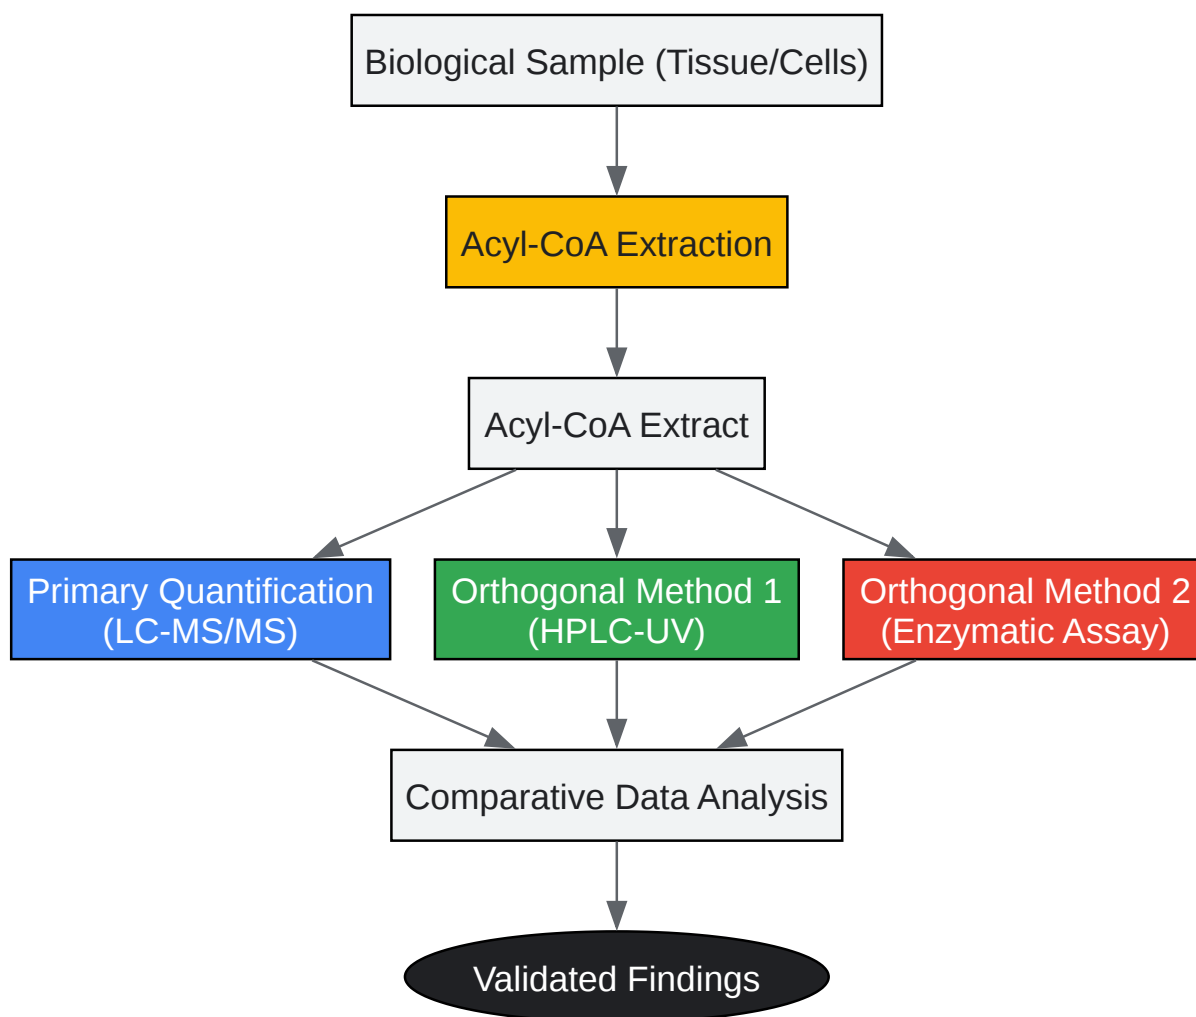 Biological Sample (Tissue/Cells)
Acyl-CoA Extraction
Acyl-CoA Extract
Primary Quantification
(LC-MS/MS)
Orthogonal Method 1
(HPLC-UV)
Orthogonal Method 2
(Enzymatic Assay)
Comparative Data Analysis
Validated Findings